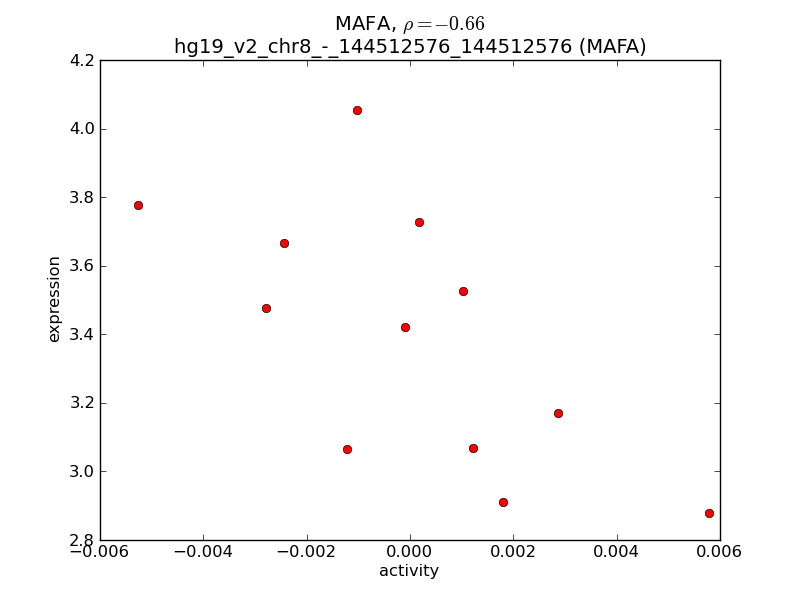 MAFA, ρ = −0.66
hg19_v2_chr8_-_144512576_144512576 (MAFA)
4.2
4.0
3.8
3.6
3.4
3.2
3.0
2.8
expression
−0.006 −0.004 −0.002 0.000 0.002 0.004 0.006
activity